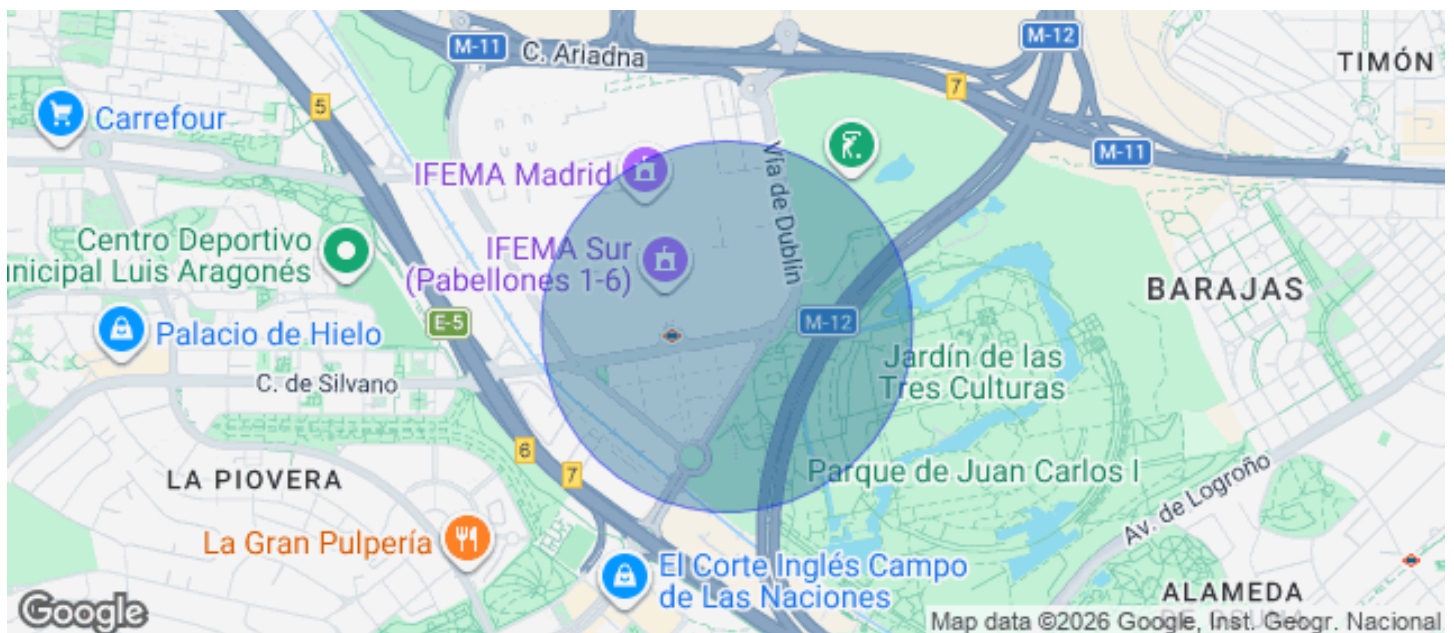 M-11
C. Ariadna
M-12
TIMÓN
5
7
Carrefour
M-11
IFEMA Madrid
Vía de Dublín
Centro Deportivo
unicipal Luis Aragonés
IFEMA Sur
(Pabellones 1-6)
BARAJAS
E-5
M-12
Palacio de Hielo
Jardín de las
Tres Culturas
C. de Silvano
6
7
LA PIOVERA
Parque de Juan Carlos I
Av. de Logroño
La Gran Pulpería
El Corte Inglés Campo
de Las Naciones
ALAMEDA
DE OSUNA
Google
Map data ©2026 Google, Inst. Geogr. Nacional